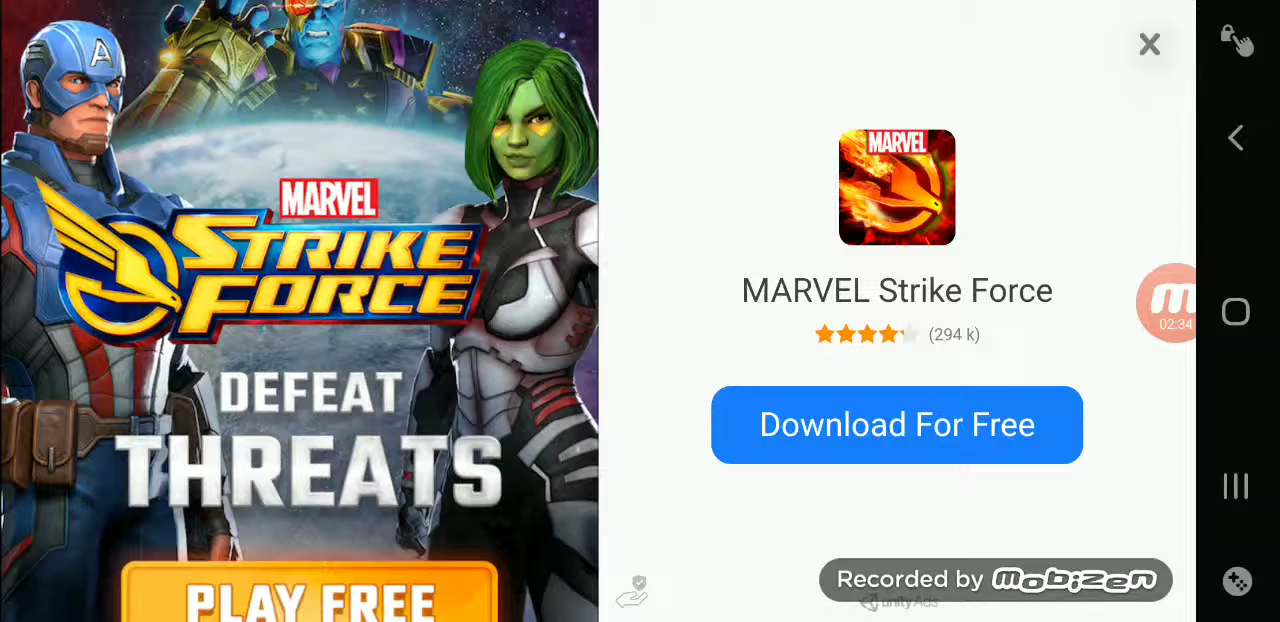 A
MARVEL
STRIKE
FORCE
DEFEAT
THREATS
PLAY FREE
MARVEL
MARVEL Strike Force
(294 k)
Download For Free
02:34
Recorded by mobizen
unityAds